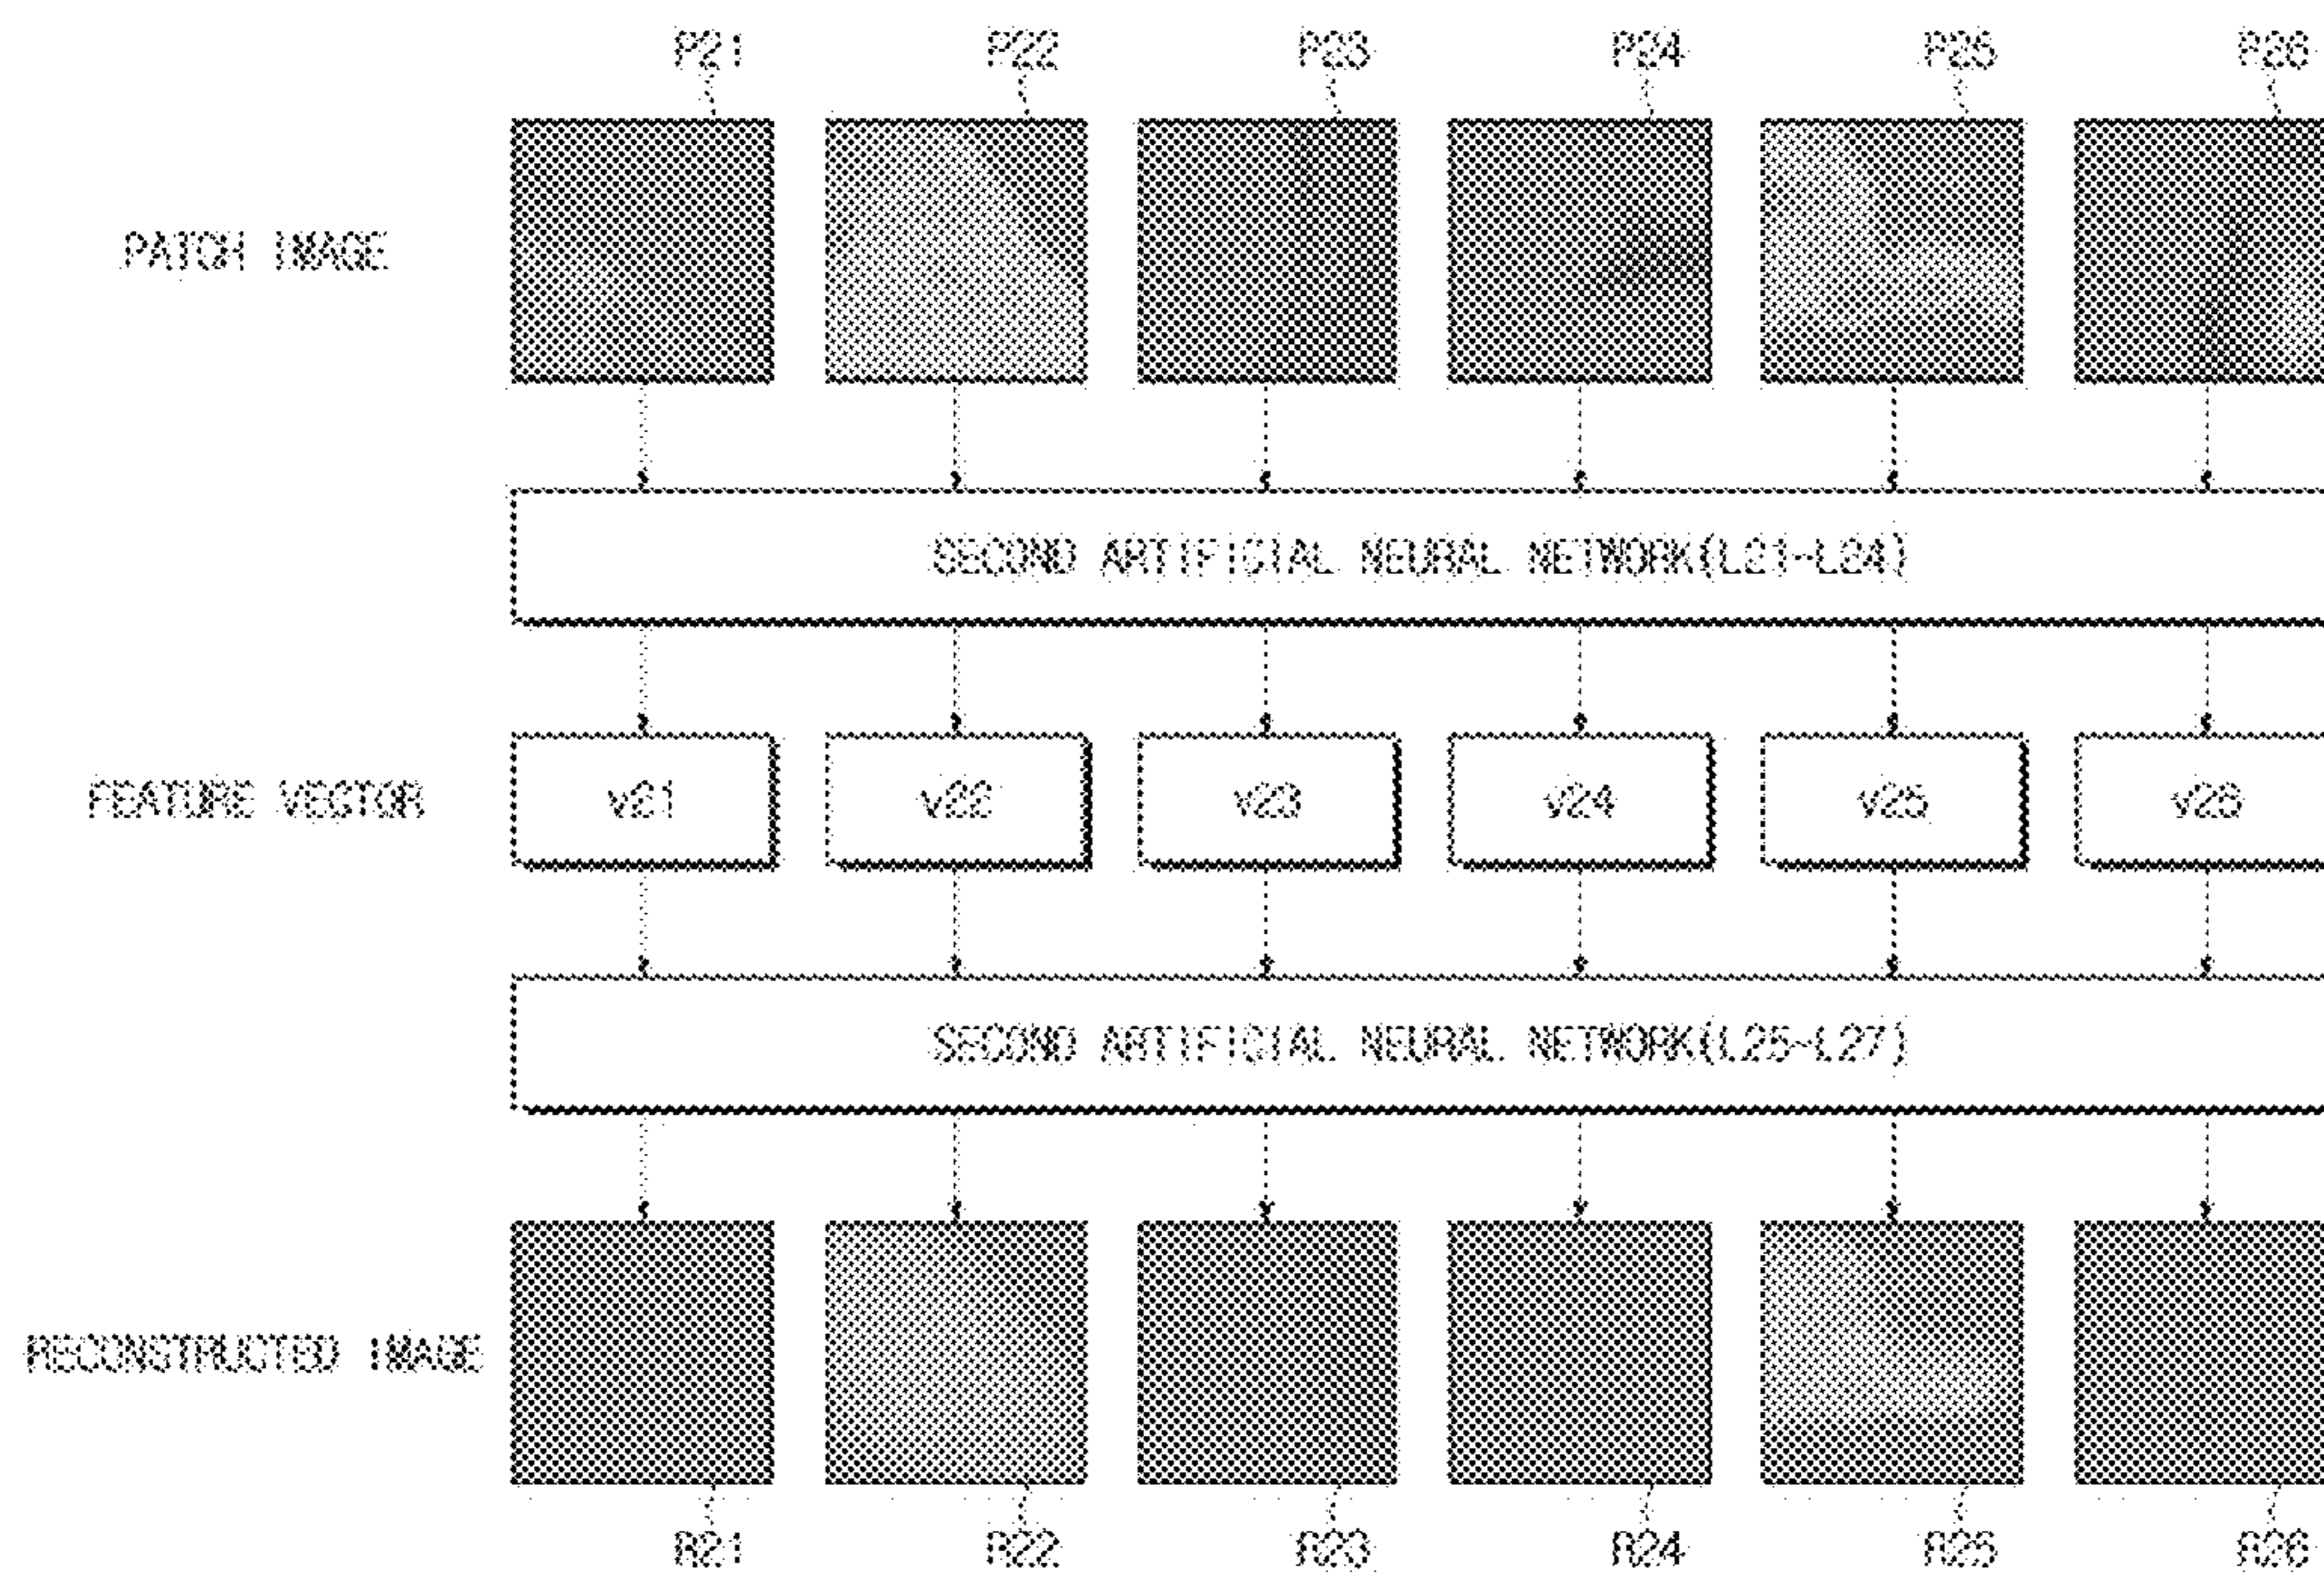 P21 P22 P23 P24 P25 P26
PATCH IMAGE
SECOND ARTIFICIAL NEURAL NETWORK(L21~L24)
FEATURE VECTOR v21 v22 v23 v24 v25 v26
SECOND ARTIFICIAL NEURAL NETWORK(L25~L27)
RECONSTRUCTED IMAGE
R21 R22 R23 R24 R25 R26